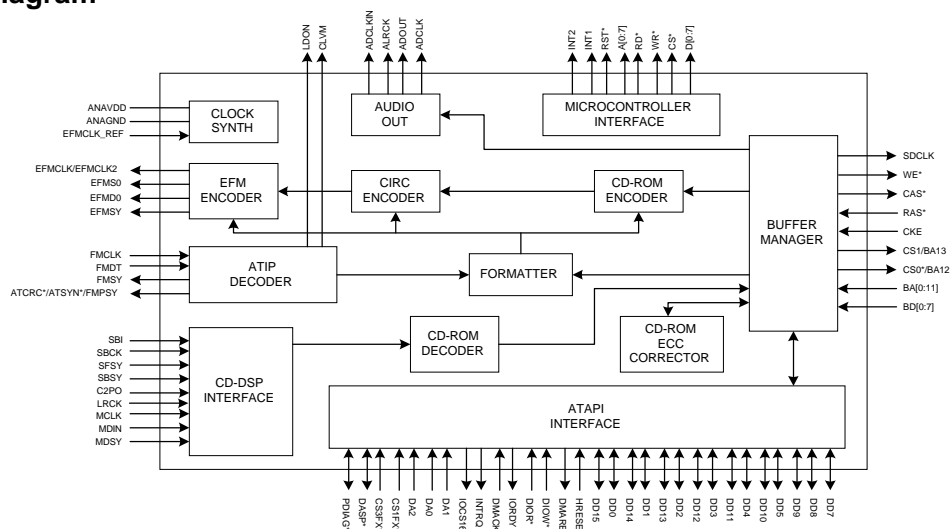 LDON
CLVM
ADCLKIN
ALRCK
ADOUT
ADCLK
INT2
INT1
RST*
A[0:7]
RD*
WR*
CS*
D[0:7]
ANAVDD
ANAGND
EFMCLK_REF
CLOCK
SYNTH
AUDIO
OUT
MICROCONTROLLER
INTERFACE
EFMCLK/EFMCLK2
EFMS0
EFMD0
EFMSY
EFM
ENCODER
CIRC
ENCODER
CD-ROM
ENCODER
BUFFER
MANAGER
SDCLK
WE*
CAS*
RAS*
CKE
CS1/BA13
CS0*/BA12
BA[0:11]
BD[0:7]
FMCLK
FMDT
FMSY
ATCRC*/ATSYN*/FMPSY
ATIP
DECODER
FORMATTER
SBI
SBCK
SFSY
SBSY
C2PO
LRCK
MCLK
MDIN
MDSY
CD-DSP
INTERFACE
CD-ROM
DECODER
CD-ROM
ECC
CORRECTOR
ATAPI
INTERFACE
DASP*
DA2
DA0
DA1
INTRQ
IORDY
DIOR*
DIOW*
DD15
DD0
DD14
DD1
DD13
DD2
DD12
DD3
DD11
DD4
DD10
DD5
DD9
DD8
DD7